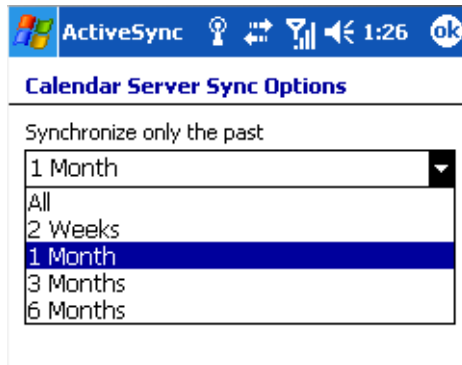 ActiveSync 1:26 ok
Calendar Server Sync Options
Synchronize only the past
1 Month
All
2 Weeks
1 Month
3 Months
6 Months